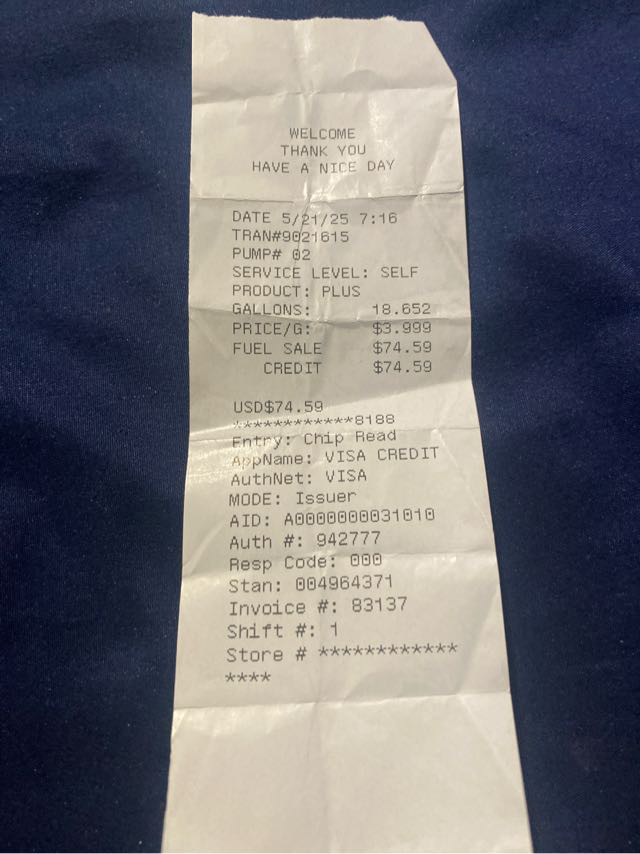 WELCOME
THANK YOU
HAVE A NICE DAY
DATE 5/21/25 7:16
TRAN#9021615
PUMP# 02
SERVICE LEVEL: SELF
PRODUCT: PLUS
GALLONS: 18.652
PRICE/G: $3.999
FUEL SALE $74.59
CREDIT $74.59
USD$74.59
************8188
Entry: Chip Read
AppName: VISA CREDIT
AuthNet: VISA
MODE: Issuer
AID: A0000000031010
Auth #: 942777
Resp Code: 000
Stan: 004964371
Invoice #: 83137
Shift #: 1
Store # ************
****